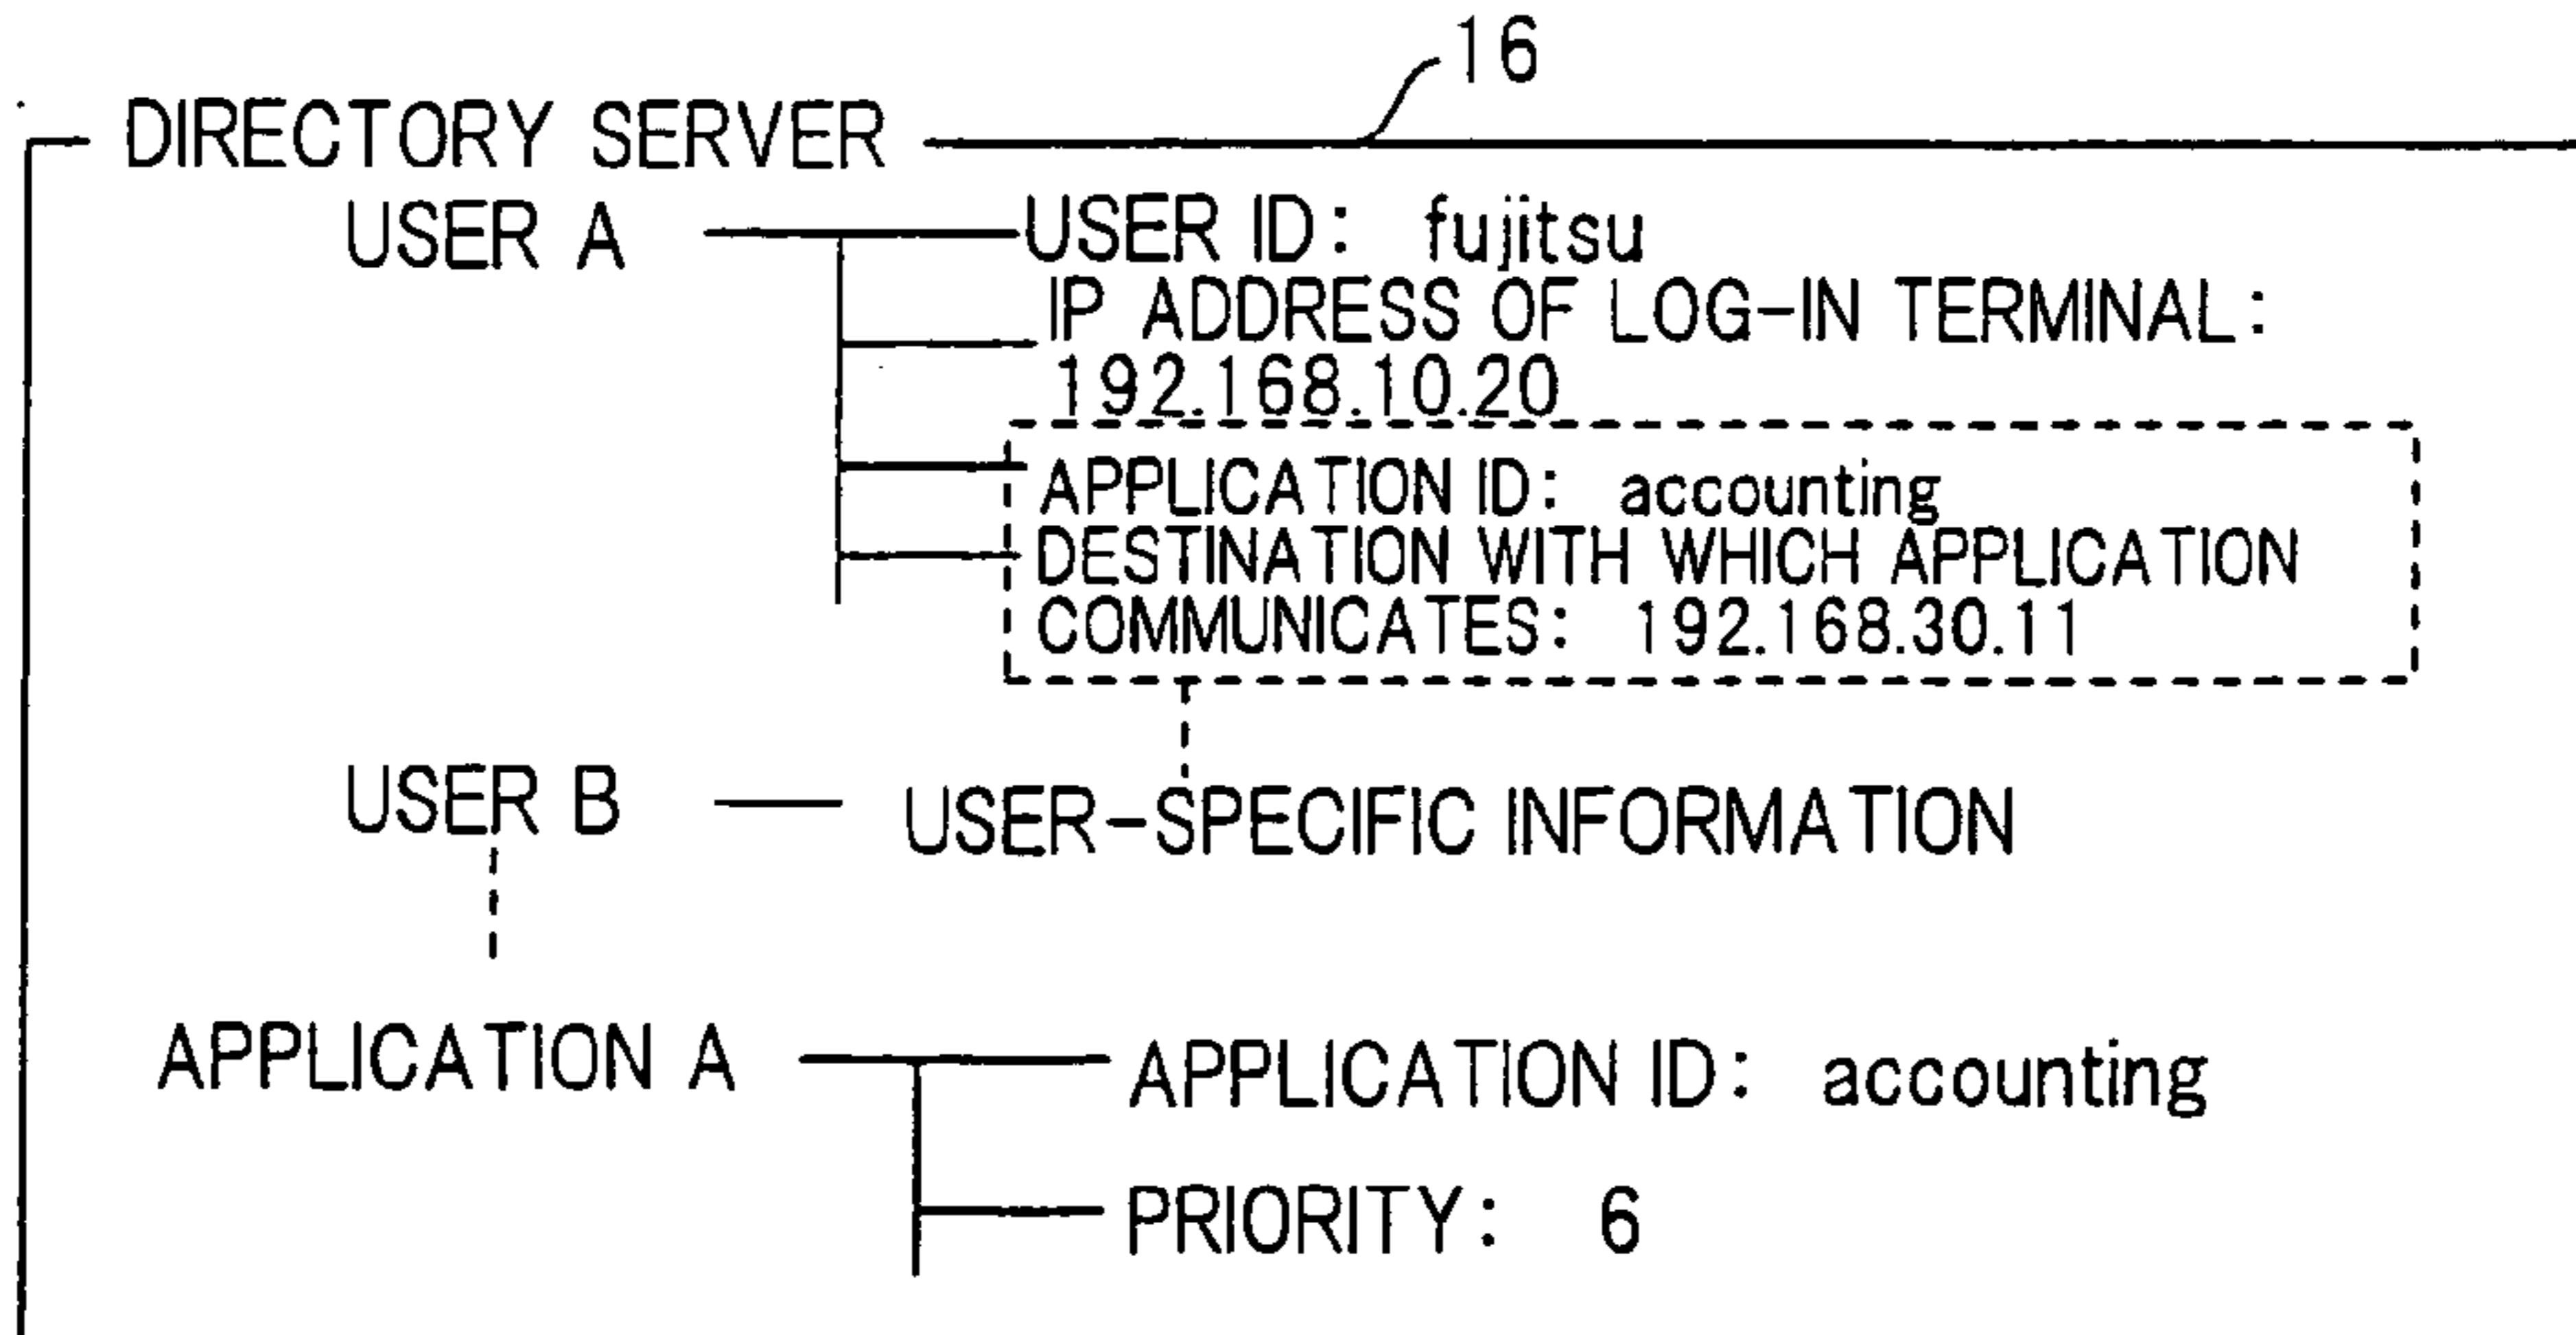 16
DIRECTORY SERVER
USER A
USER ID: fujitsu
IP ADDRESS OF LOG-IN TERMINAL:
192.168.10.20
APPLICATION ID: accounting
DESTINATION WITH WHICH APPLICATION
COMMUNICATES: 192.168.30.11
USER B
USER-SPECIFIC INFORMATION
APPLICATION A
APPLICATION ID: accounting
PRIORITY: 6